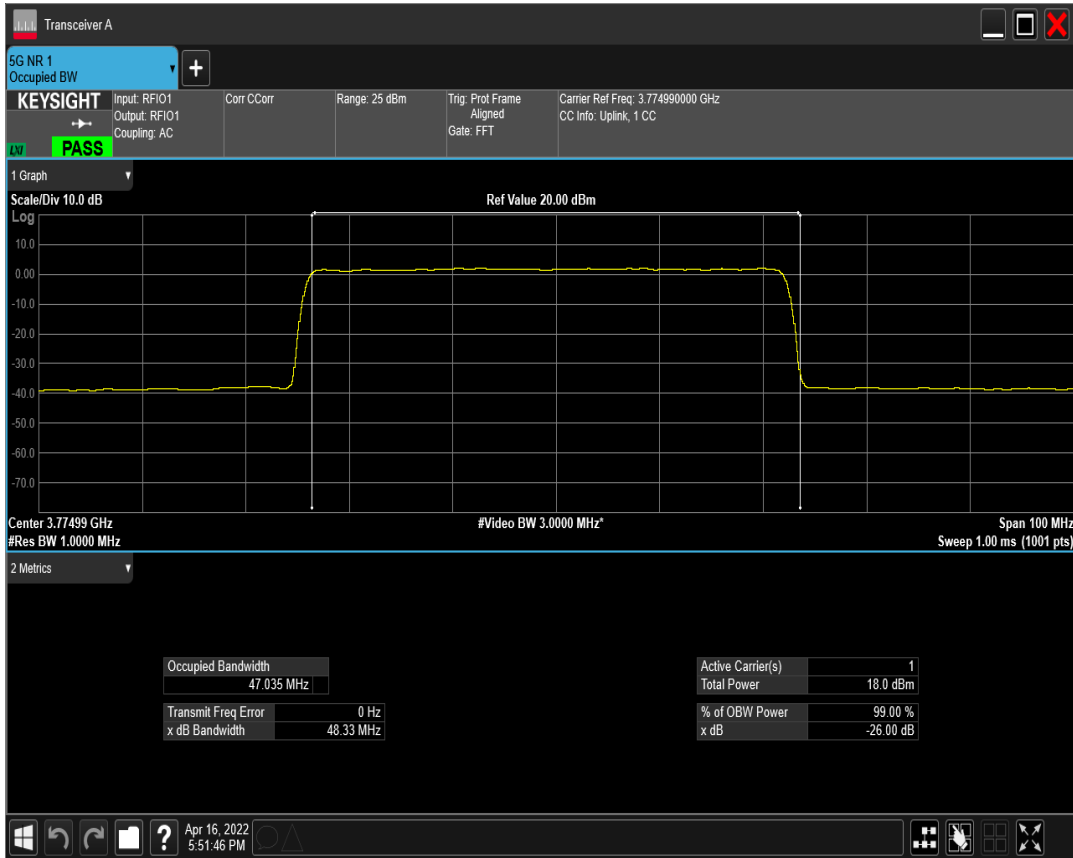 Transceiver A
5G NR 1
Occupied BW
KEYSIGHT
LXI
PASS
Input: RFIO1
Output: RFIO1
Coupling: AC
Corr CCorr
Range: 25 dBm
Trig: Prot Frame
Aligned
Gate: FFT
Carrier Ref Freq: 3.774990000 GHz
CC Info: Uplink, 1 CC
1 Graph
Scale/Div 10.0 dB
Ref Value 20.00 dBm
Log
10.0
0.00
-10.0
-20.0
-30.0
-40.0
-50.0
-60.0
-70.0
Center 3.77499 GHz
#Video BW 3.0000 MHz*
Span 100 MHz
#Res BW 1.0000 MHz
Sweep 1.00 ms (1001 pts)
2 Metrics
Occupied Bandwidth
47.035 MHz
Transmit Freq Error 0 Hz
x dB Bandwidth 48.33 MHz
Active Carrier(s) 1
Total Power 18.0 dBm
% of OBW Power 99.00 %
x dB -26.00 dB
?
Apr 16, 2022
5:51:46 PM